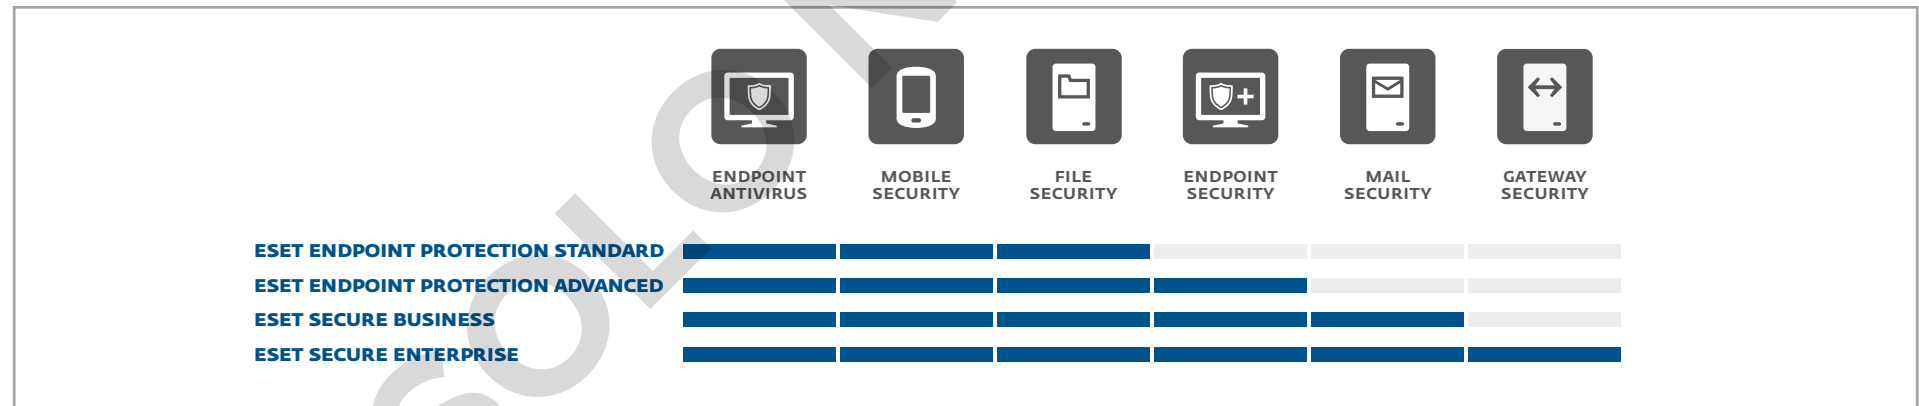 ENDPOINT
ANTIVIRUS
MOBILE
SECURITY
FILE
SECURITY
ENDPOINT
SECURITY
MAIL
SECURITY
GATEWAY
SECURITY
ESET ENDPOINT PROTECTION STANDARD
ESET ENDPOINT PROTECTION ADVANCED
ESET SECURE BUSINESS
ESET SECURE ENTERPRISE
SOLO